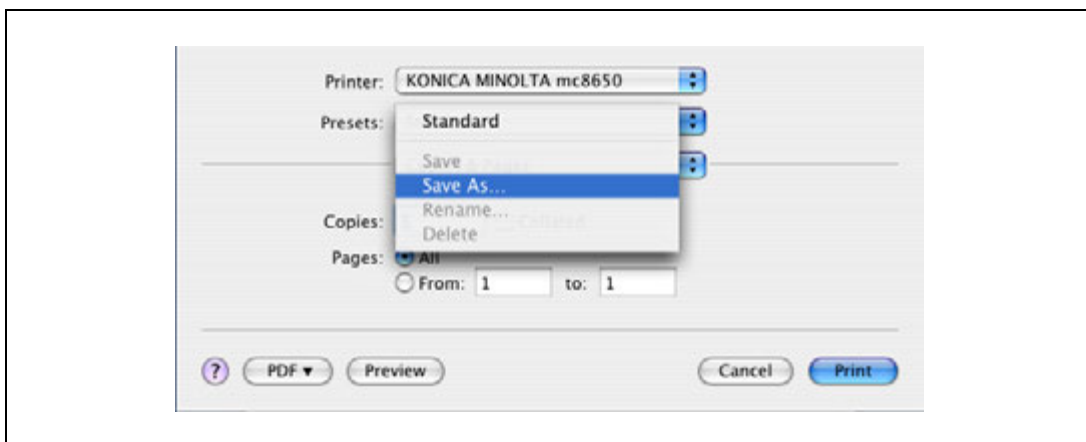 Printer: KONICA MINOLTA mc8650
Presets: Standard
Save
Save As...
Rename...
Delete
Copies:
Pages: All
From: 1 to: 1
? PDF Preview Cancel Print